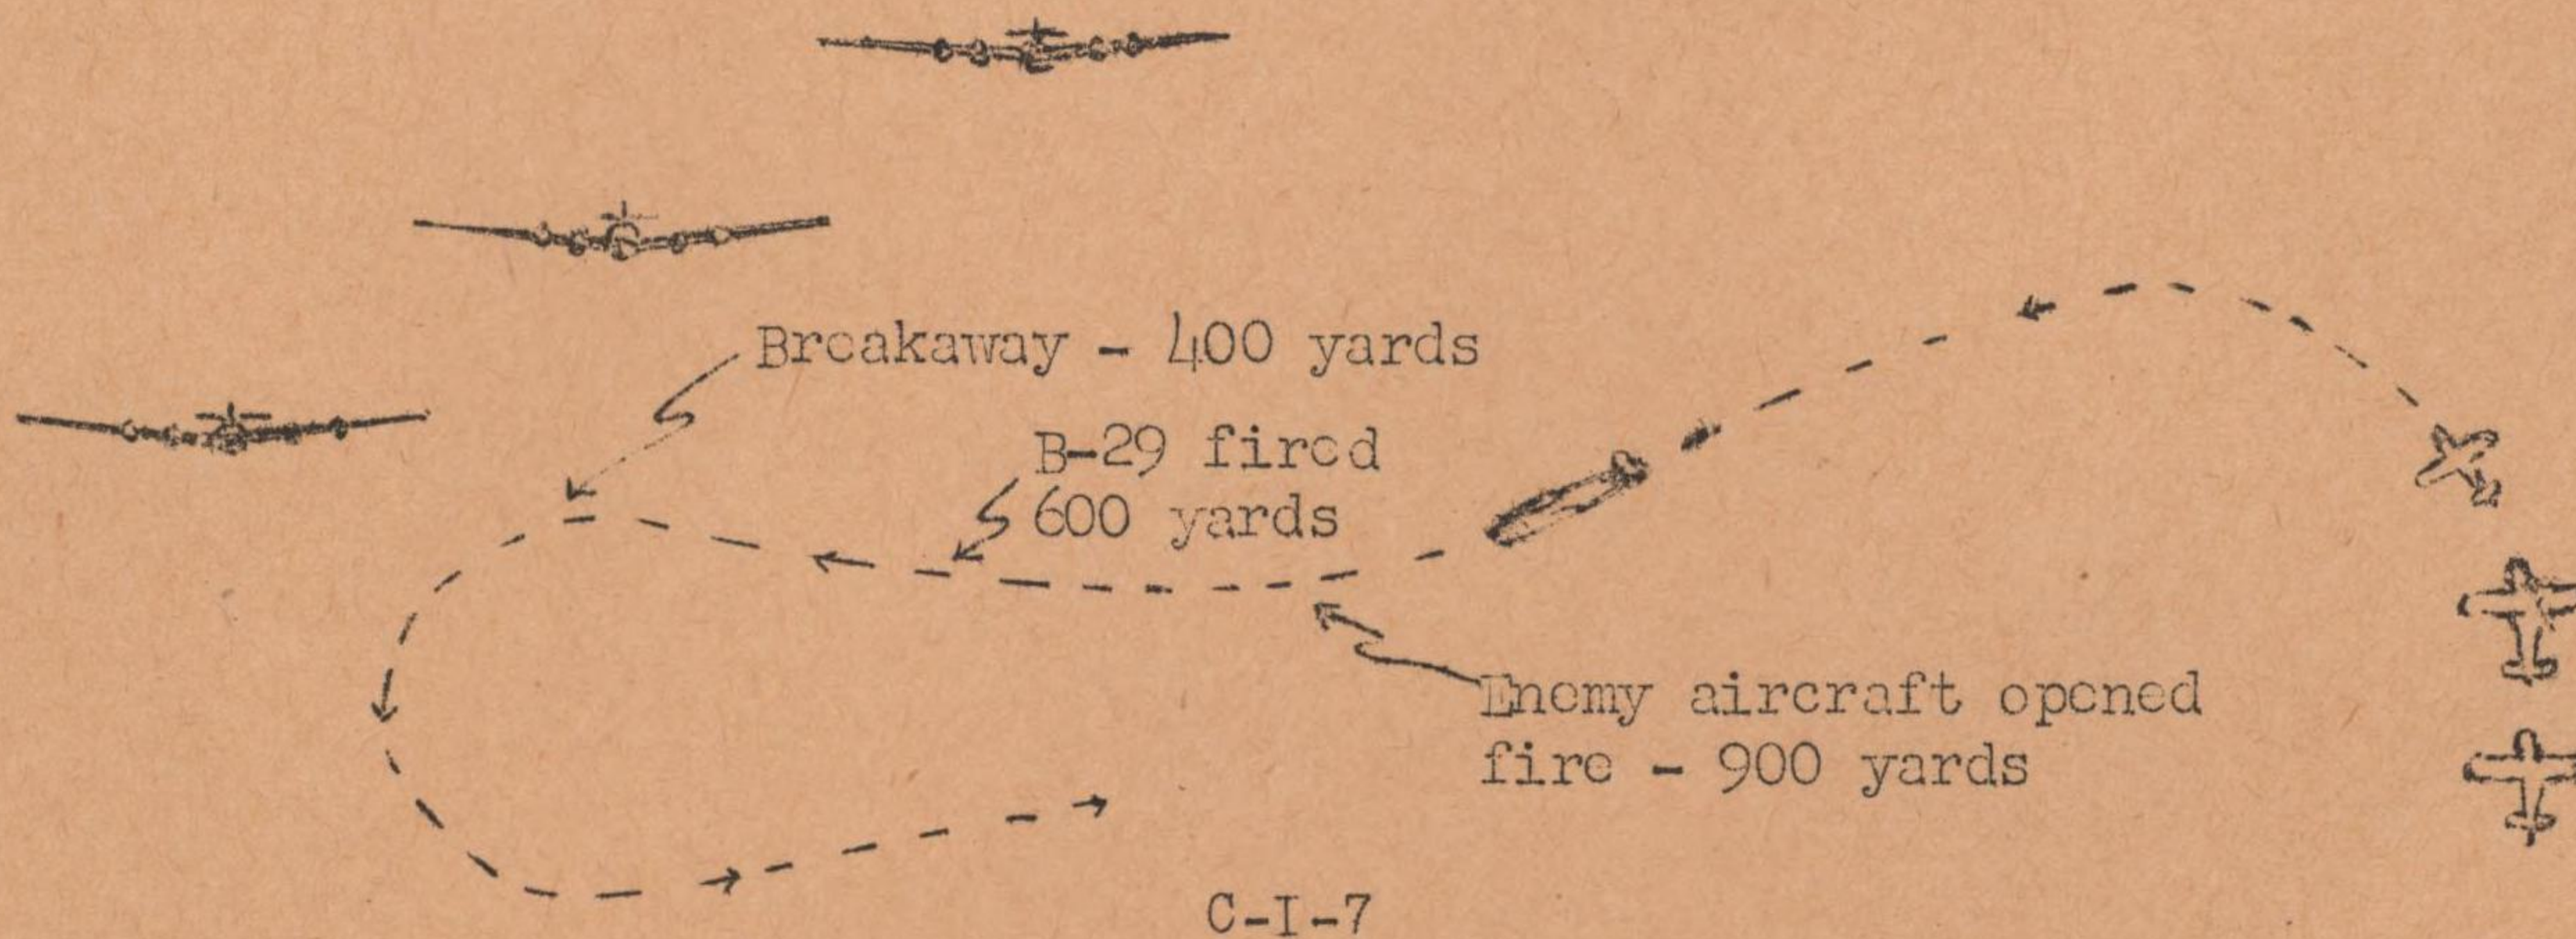 Breakaway - 400 yards
B-29 fired
600 yards
Enemy aircraft opened
fire - 900 yards
C-I-7